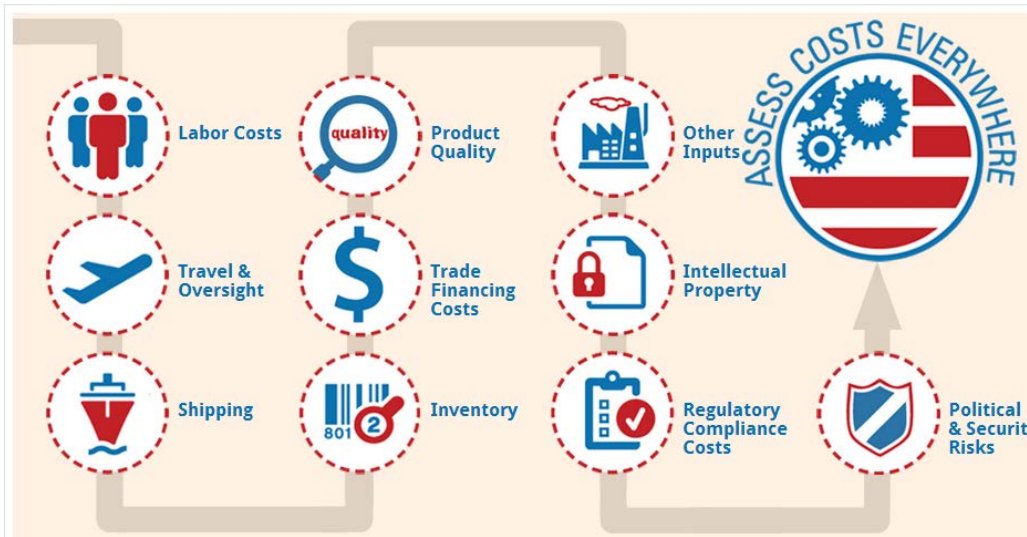 Labor Costs
Travel &
Oversight
Shipping
quality
Product
Quality
Trade
Financing
Costs
801
2
Inventory
Other
Inputs
Intellectual
Property
Regulatory
Compliance
Costs
Political
& Securit
Risks
ASSESS COSTS EVERYWHERE